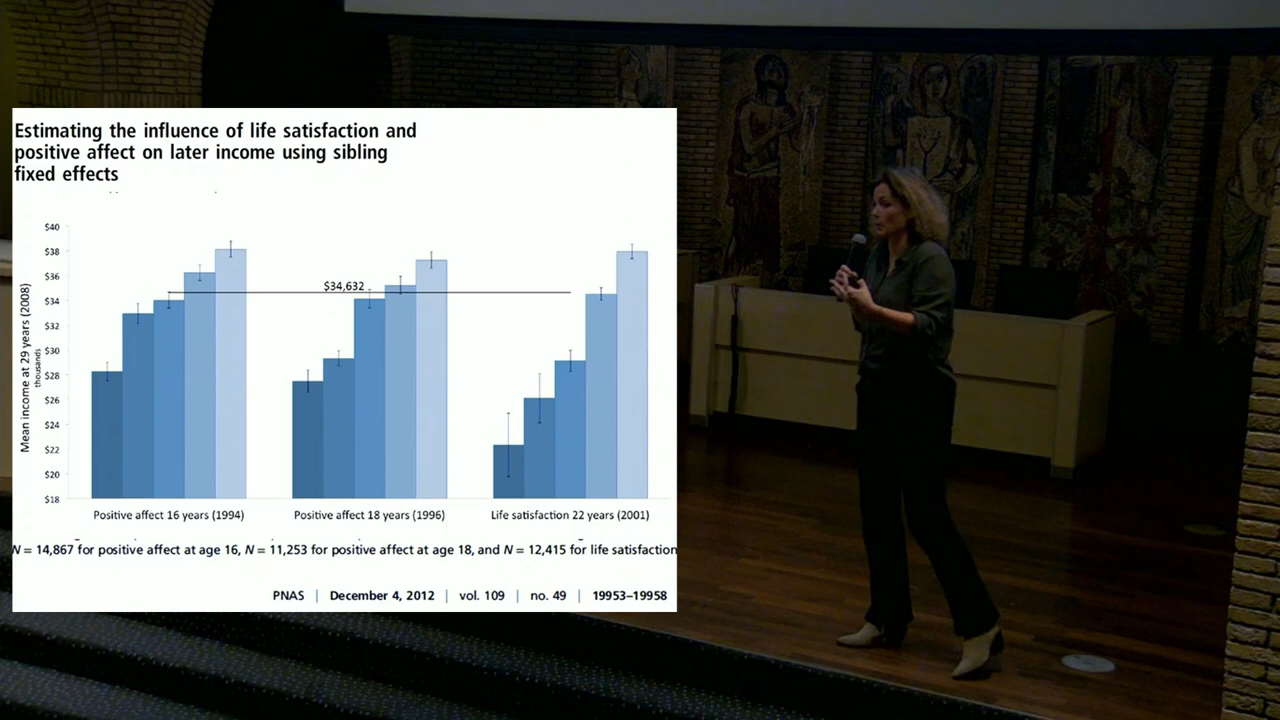 Estimating the influence of life satisfaction and
positive affect on later income using sibling
fixed effects
Mean income at 29 years (2008)
thousands
$40
$38
$36
$34
$32
$30
$28
$26
$24
$22
$20
$18
$34,632
Positive affect 16 years (1994)
Positive affect 18 years (1996)
Life satisfaction 22 years (2001)
N = 14,867 for positive affect at age 16, N = 11,253 for positive affect at age 18, and N = 12,415 for life satisfaction
PNAS | December 4, 2012 | vol. 109 | no. 49 | 19953–19958